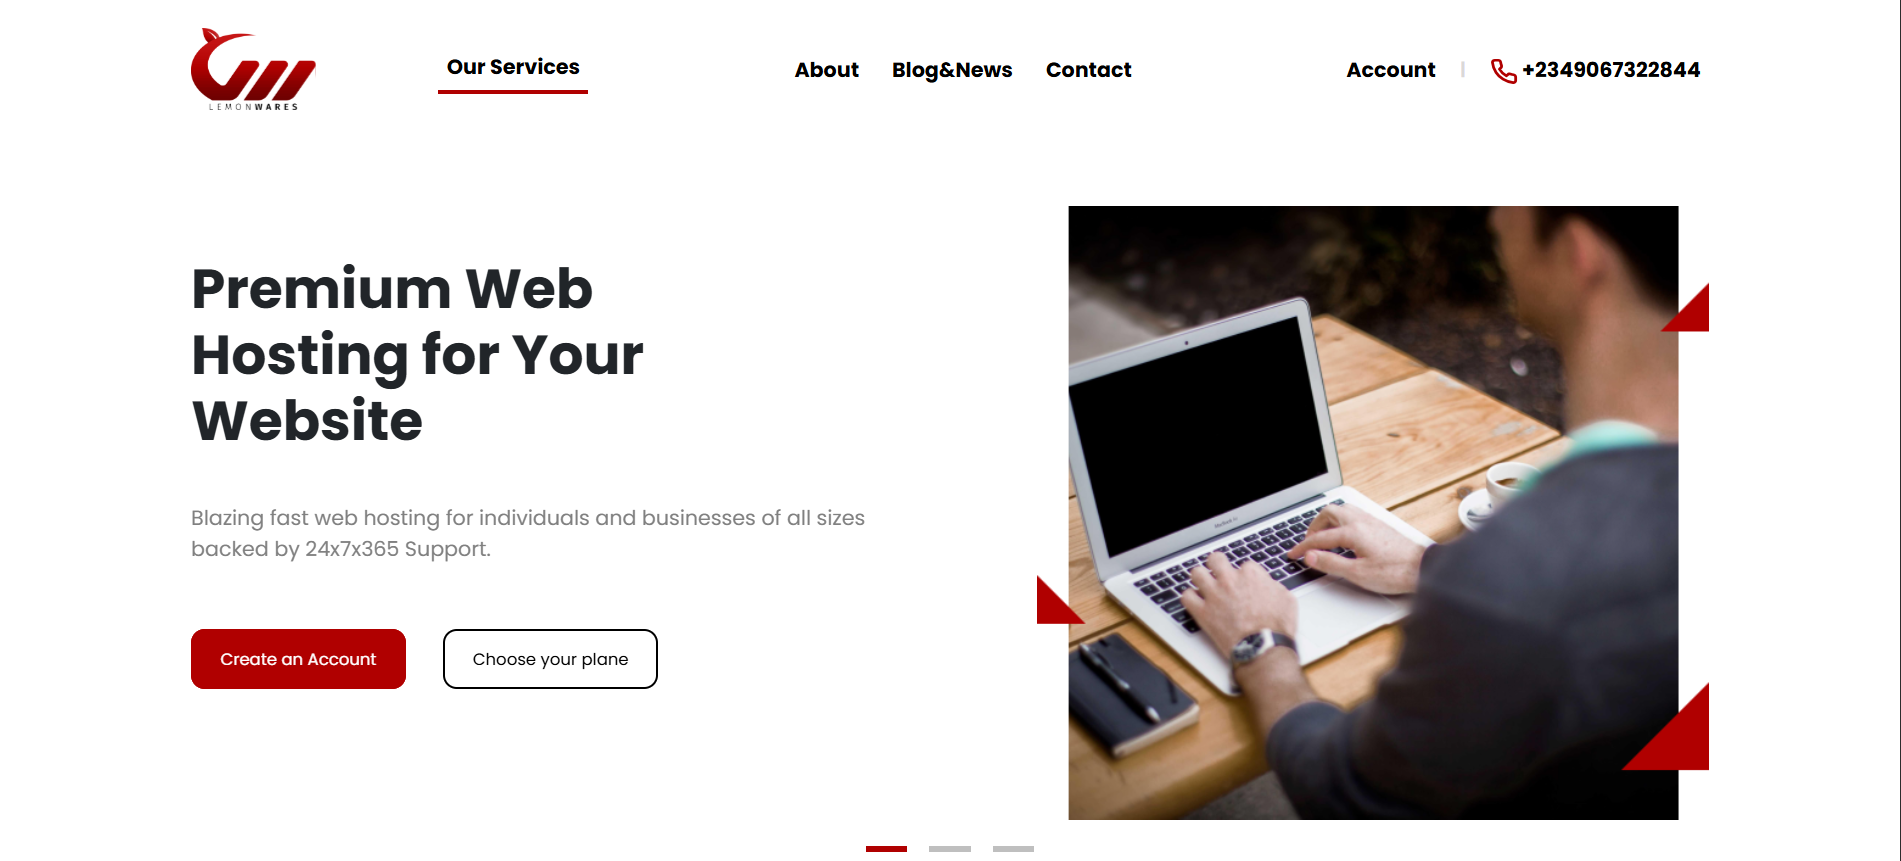 LEMONWARES
Our Services
About
Blog&News
Contact
Account
+2349067322844
Premium Web
Hosting for Your
Website
Blazing fast web hosting for individuals and businesses of all sizes
backed by 24x7x365 Support.
Create an Account
Choose your plane